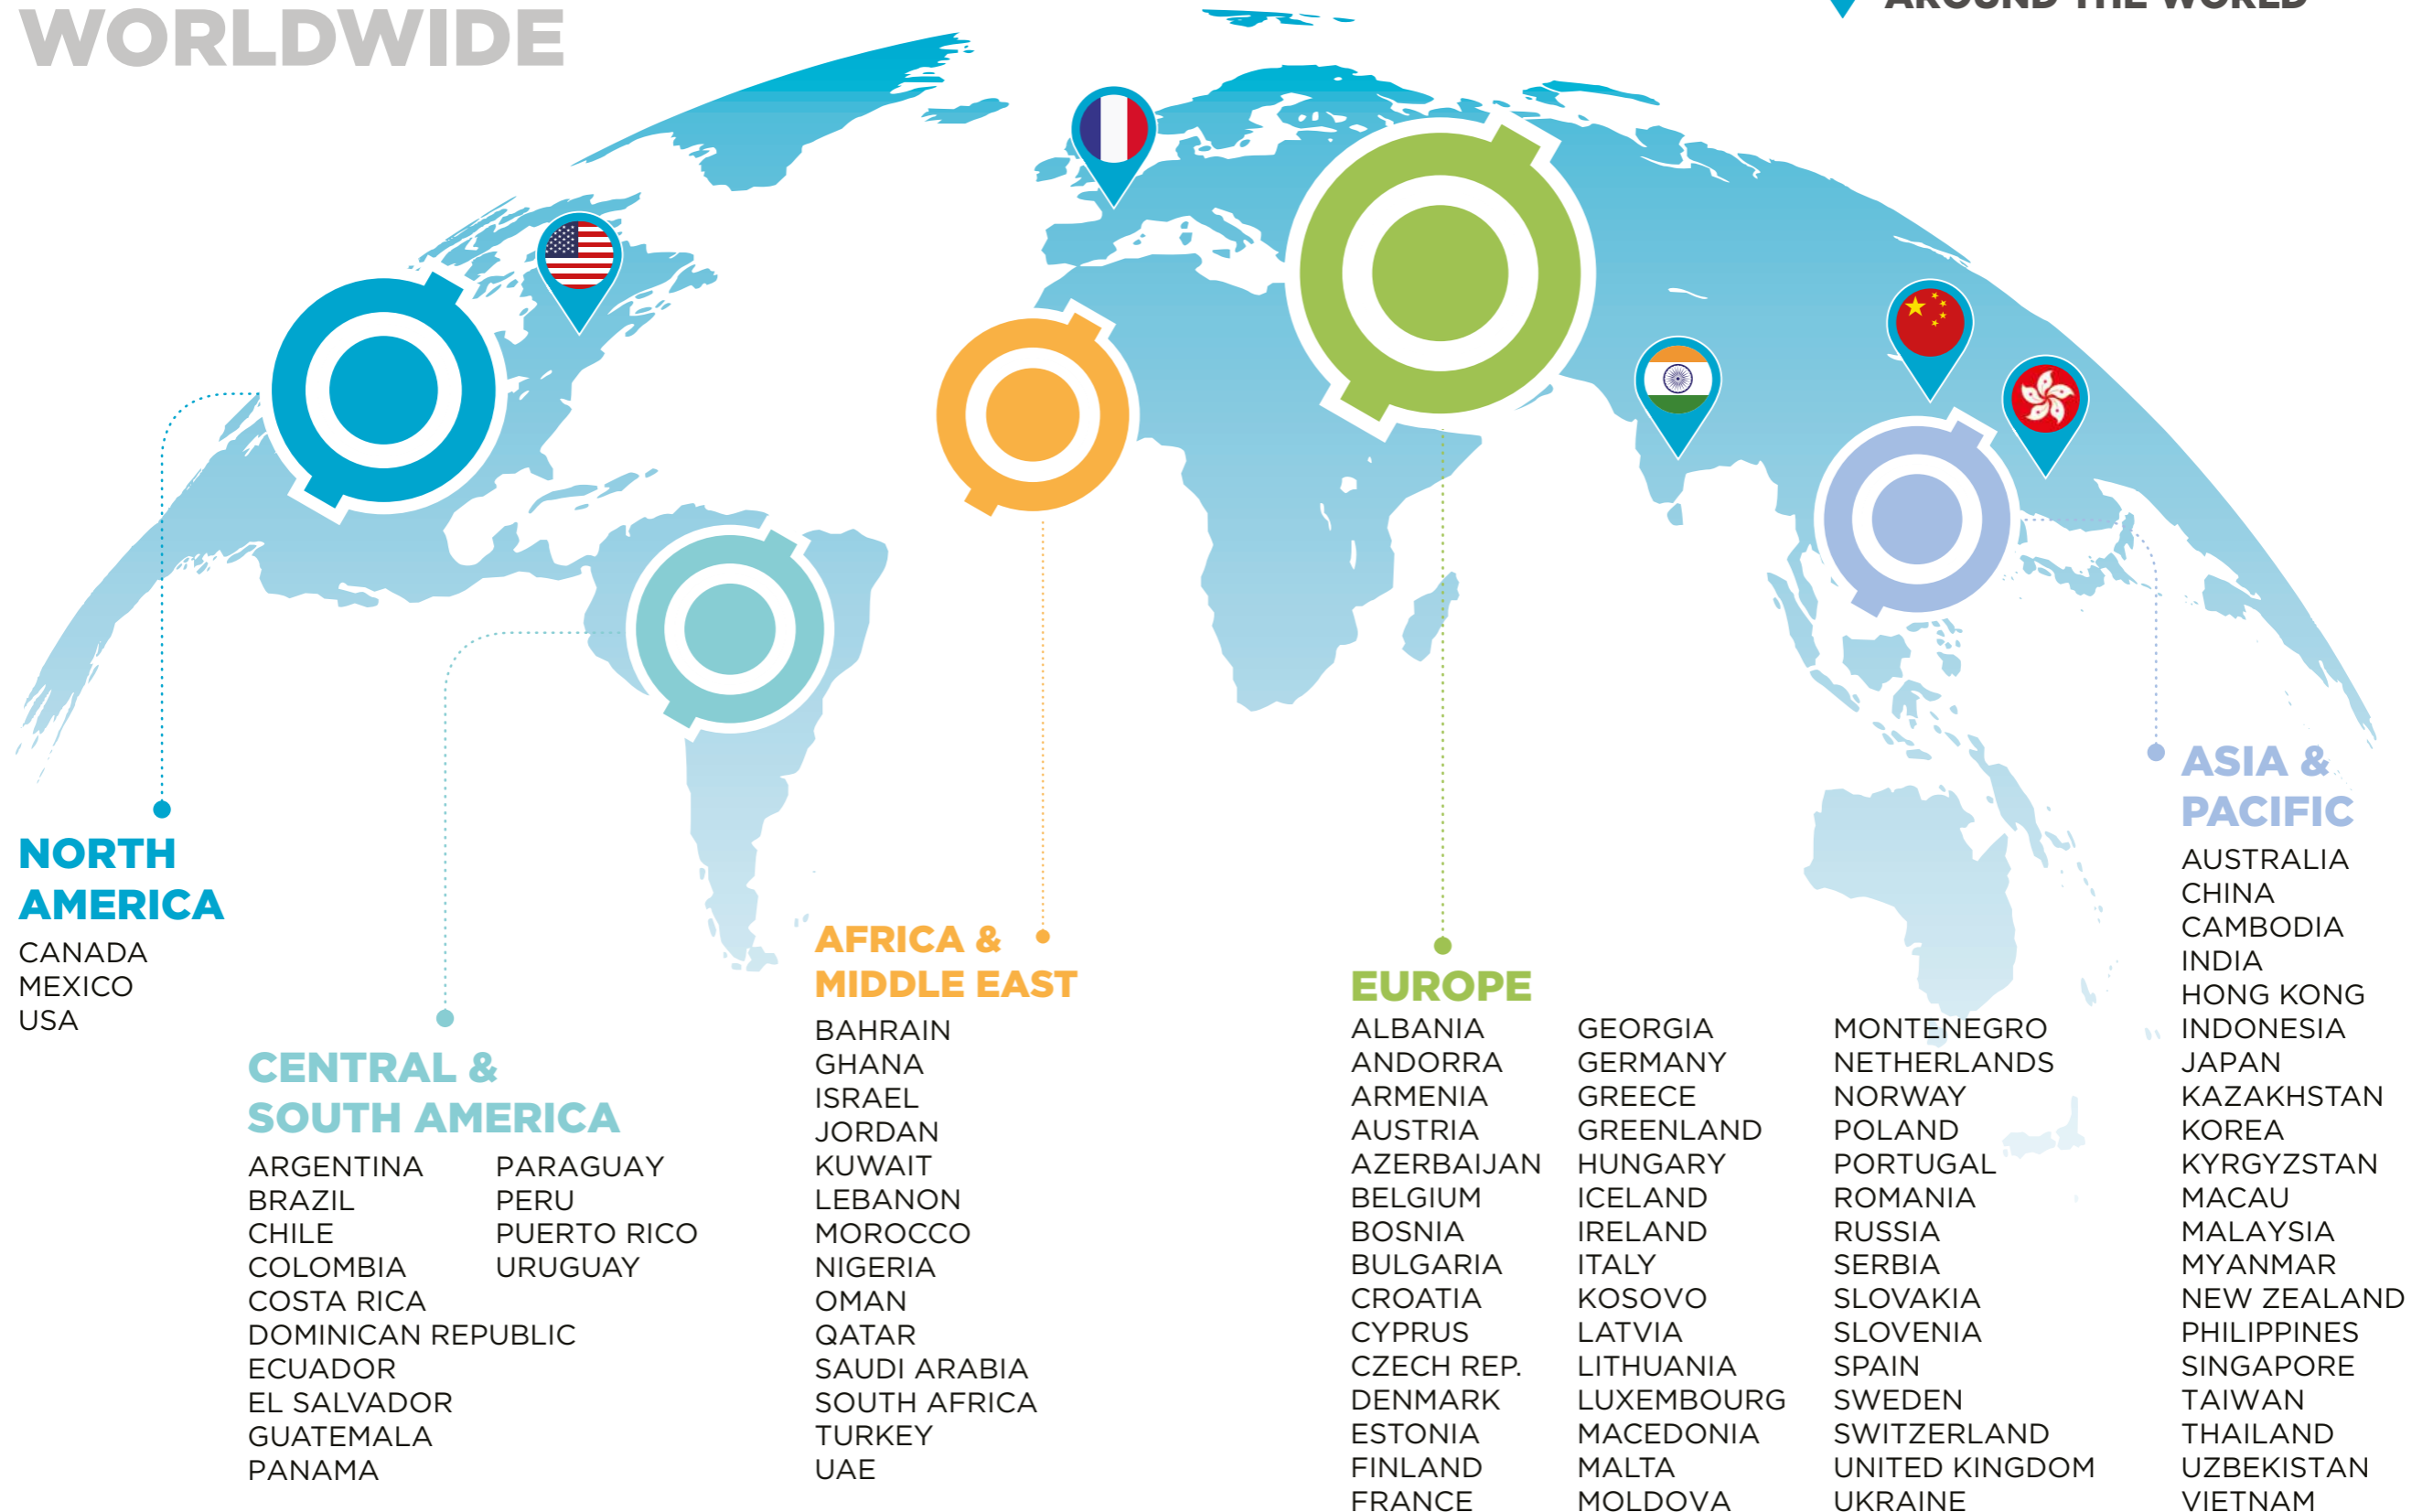 WORLDWIDE
AROUND THE WORLD
NORTH
AMERICA
CANADA
MEXICO
USA
CENTRAL &
SOUTH AMERICA
ARGENTINA
BRAZIL
CHILE
COLOMBIA
COSTA RICA
DOMINICAN REPUBLIC
ECUADOR
EL SALVADOR
GUATEMALA
PANAMA
PARAGUAY
PERU
PUERTO RICO
URUGUAY
AFRICA &
MIDDLE EAST
BAHRAIN
GHANA
ISRAEL
JORDAN
KUWAIT
LEBANON
MOROCCO
NIGERIA
OMAN
QATAR
SAUDI ARABIA
SOUTH AFRICA
TURKEY
UAE
EUROPE
ALBANIA
ANDORRA
ARMENIA
AUSTRIA
AZERBAIJAN
BELGIUM
BOSNIA
BULGARIA
CROATIA
CYPRUS
CZECH REP.
DENMARK
ESTONIA
FINLAND
FRANCE
GEORGIA
GERMANY
GREECE
GREENLAND
HUNGARY
ICELAND
IRELAND
ITALY
KOSOVO
LATVIA
LITHUANIA
LUXEMBOURG
MACEDONIA
MALTA
MOLDOVA
MONTENEGRO
NETHERLANDS
NORWAY
POLAND
PORTUGAL
ROMANIA
RUSSIA
SERBIA
SLOVAKIA
SLOVENIA
SPAIN
SWEDEN
SWITZERLAND
UNITED KINGDOM
UKRAINE
ASIA &
PACIFIC
AUSTRALIA
CHINA
CAMBODIA
INDIA
HONG KONG
INDONESIA
JAPAN
KAZAKHSTAN
KOREA
KYRGYZSTAN
MACAU
MALAYSIA
MYANMAR
NEW ZEALAND
PHILIPPINES
SINGAPORE
TAIWAN
THAILAND
UZBEKISTAN
VIETNAM